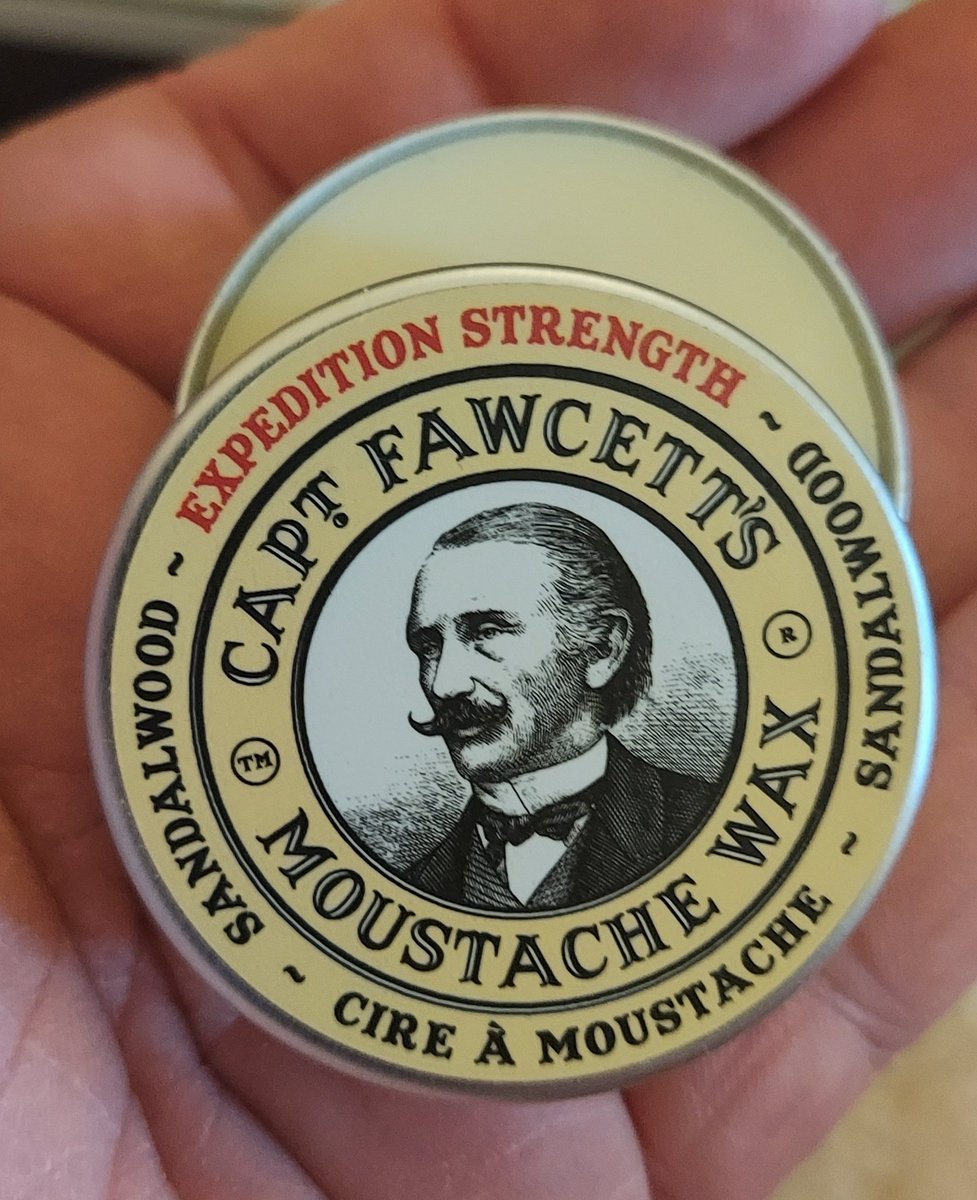 EXPEDITION STRENGTH ~ SANDALWOOD ~ CIRE À MOUSTACHE ~ SANDALWOOD ~
CAPT. FAWCETT'S
®
MOUSTACHE WAX
TM